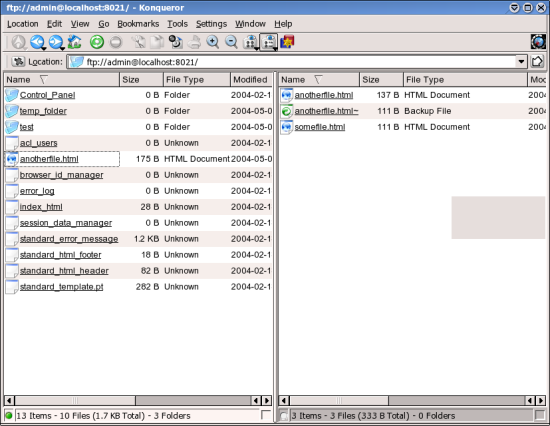 ftp://admin@localhost:8021/ - Konqueror
Location Edit View Go Bookmarks Tools Settings Window Help
Location: ftp://admin@localhost:8021/
Name Size File Type Modified
Control_Panel 0 B Folder 2004-02-1
temp_folder 0 B Folder 2004-05-0
test 0 B Folder 2004-05-0
acl_users 0 B Unknown 2004-02-1
anotherfile.html 175 B HTML Document 2004-05-0
browser_id_manager 0 B Unknown 2004-02-1
error_log 0 B Unknown 2004-02-1
index_html 28 B Unknown 2004-02-1
session_data_manager 0 B Unknown 2004-02-1
standard_error_message 1.2 KB Unknown 2004-02-1
standard_html_footer 18 B Unknown 2004-02-1
standard_html_header 82 B Unknown 2004-02-1
standard_template.pt 282 B Unknown 2004-02-1
13 Items - 10 Files (1.7 KB Total) - 3 Folders
Name Size File Type Mod
anotherfile.html 137 B HTML Document 2004
anotherfile.html~ 111 B Backup File 2004
somefile.html 111 B HTML Document 2004
3 Items - 3 Files (333 B Total) - 0 Folders